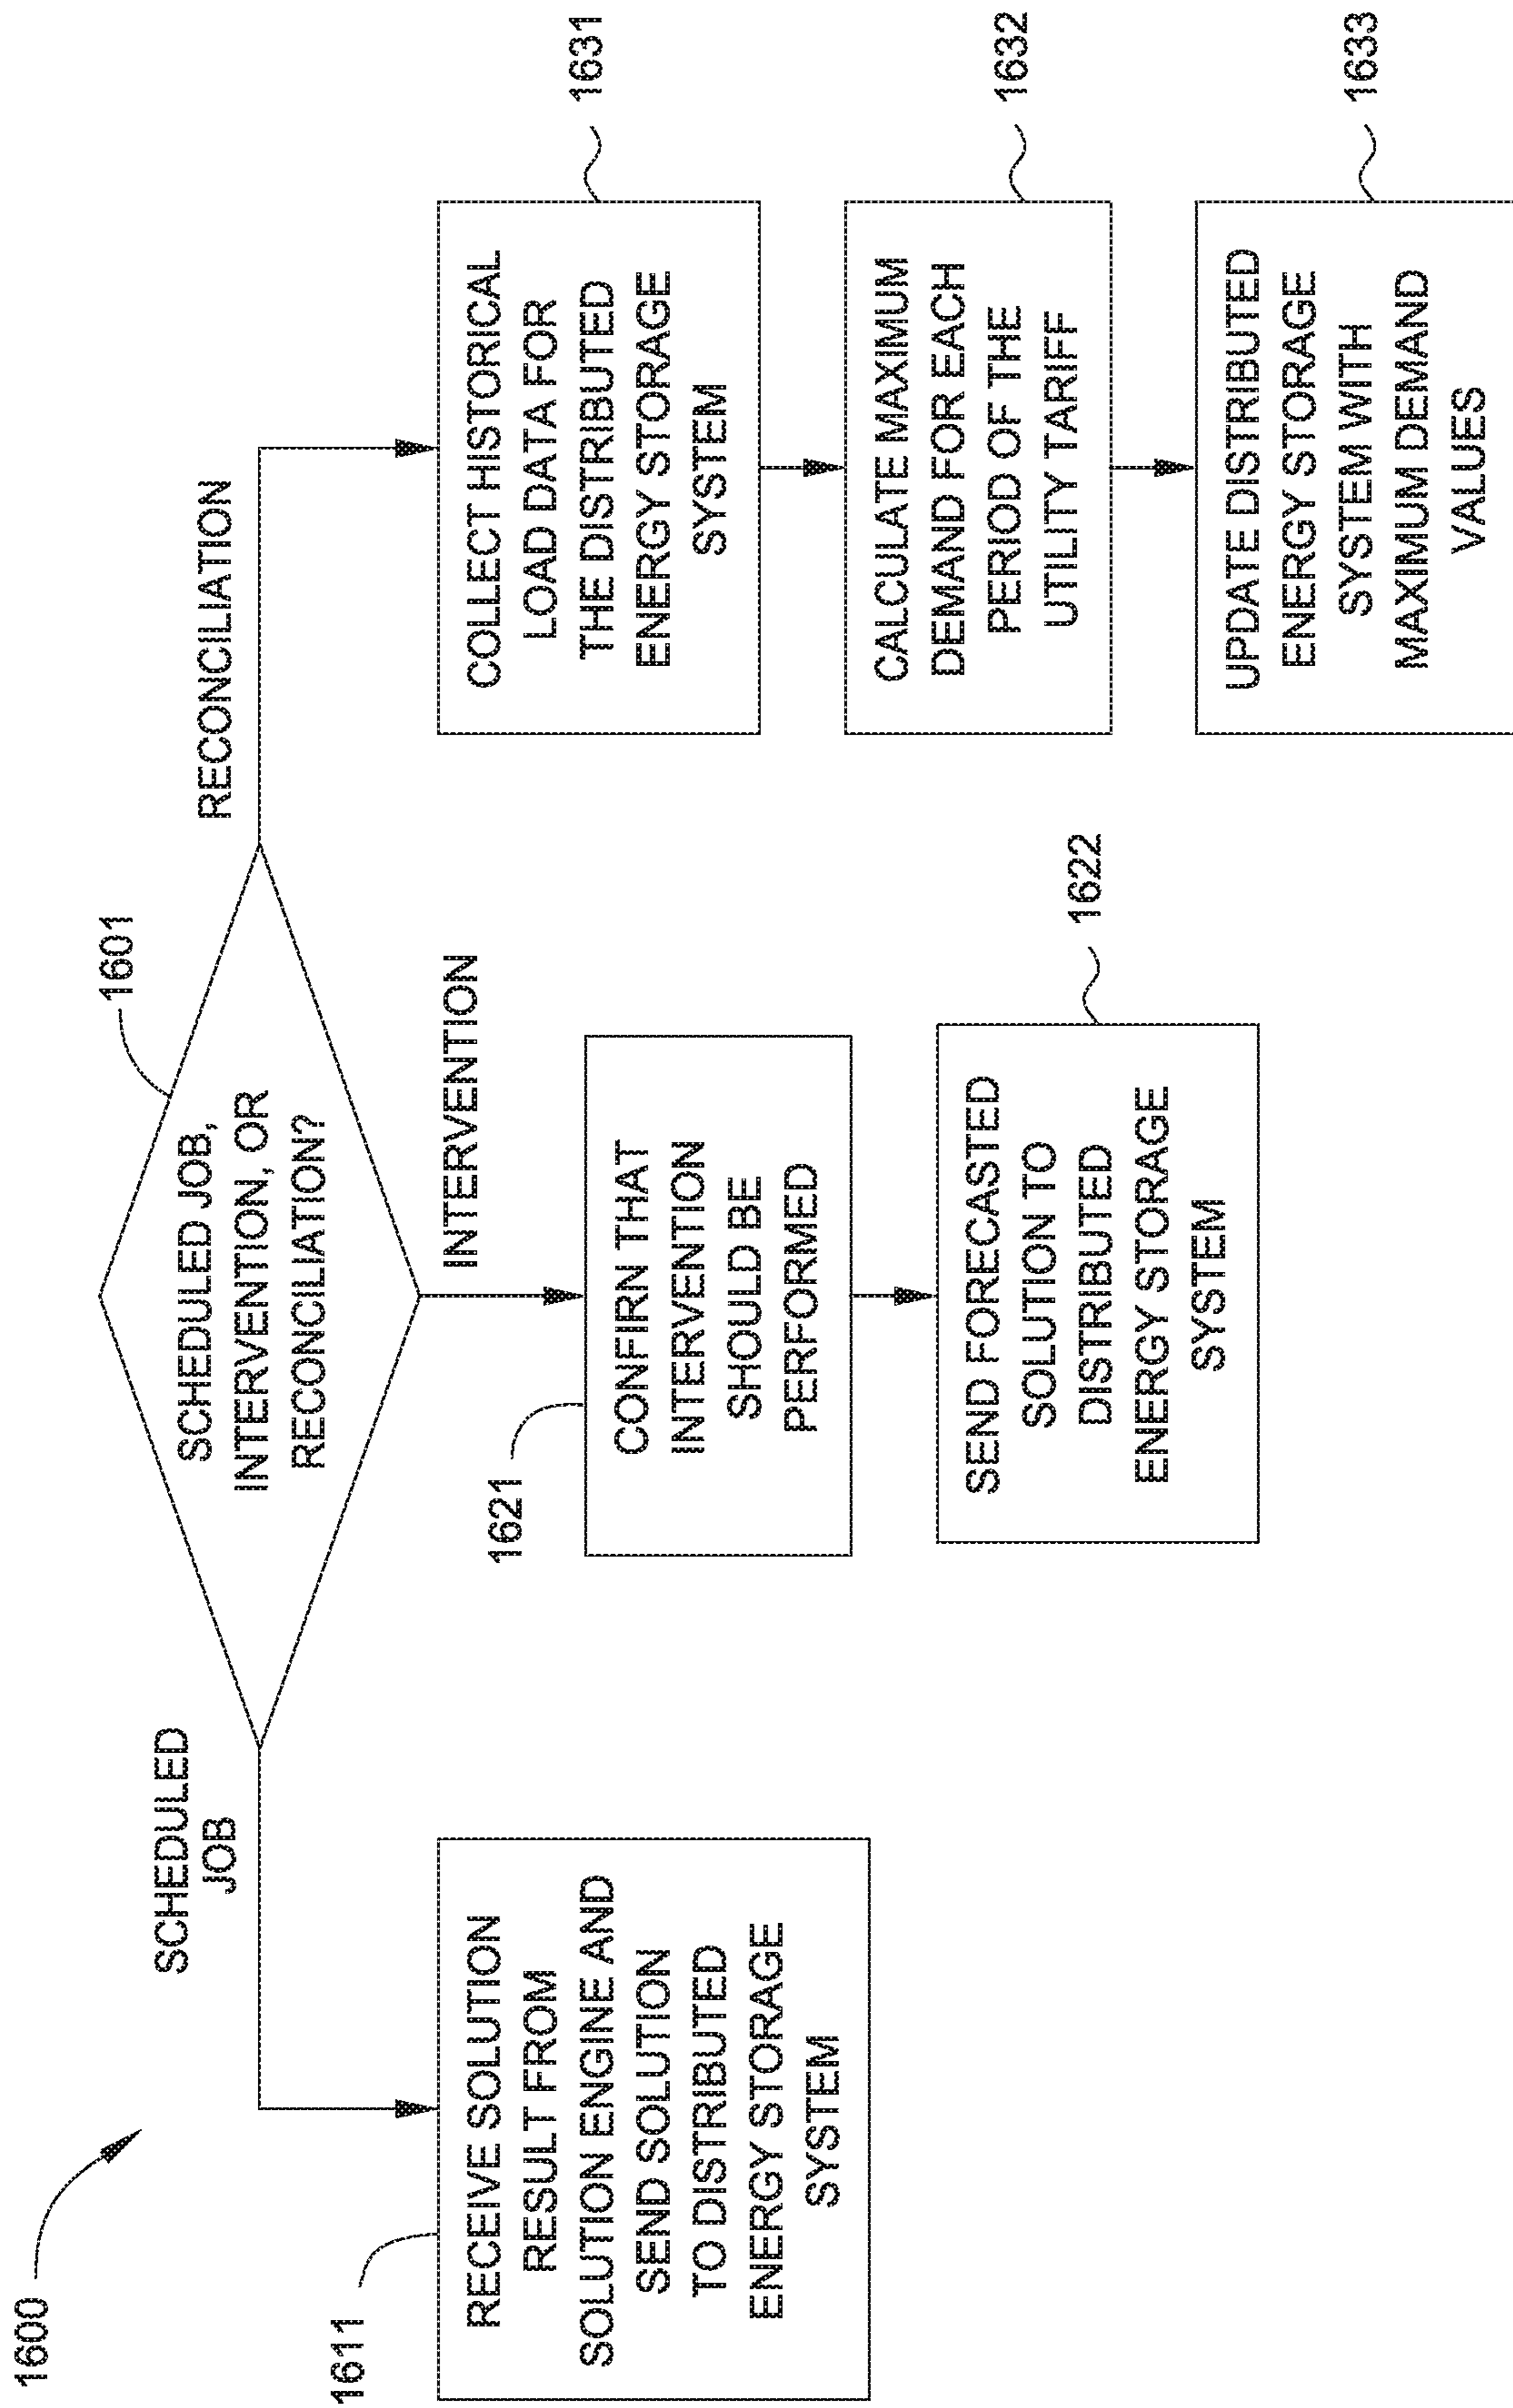 1600
1601
SCHEDULED JOB,
INTERVENTION, OR
RECONCILIATION?
SCHEDULED
JOB
1611
RECEIVE SOLUTION
RESULT FROM
SOLUTION ENGINE AND
SEND SOLUTION
TO DISTRIBUTED
ENERGY STORAGE
SYSTEM
INTERVENTION
1621
CONFIRN THAT
INTERVENTION
SHOULD BE
PERFORMED
1622
SEND FORECASTED
SOLUTION TO
DISTRIBUTED
ENERGY STORAGE
SYSTEM
RECONCILIATION
1631
COLLECT HISTORICAL
LOAD DATA FOR
THE DISTRIBUTED
ENERGY STORAGE
SYSTEM
1632
CALCULATE MAXIMUM
DEMAND FOR EACH
PERIOD OF THE
UTILITY TARIFF
1633
UPDATE DISTRIBUTED
ENERGY STORAGE
SYSTEM WITH
MAXIMUM DEMAND
VALUES